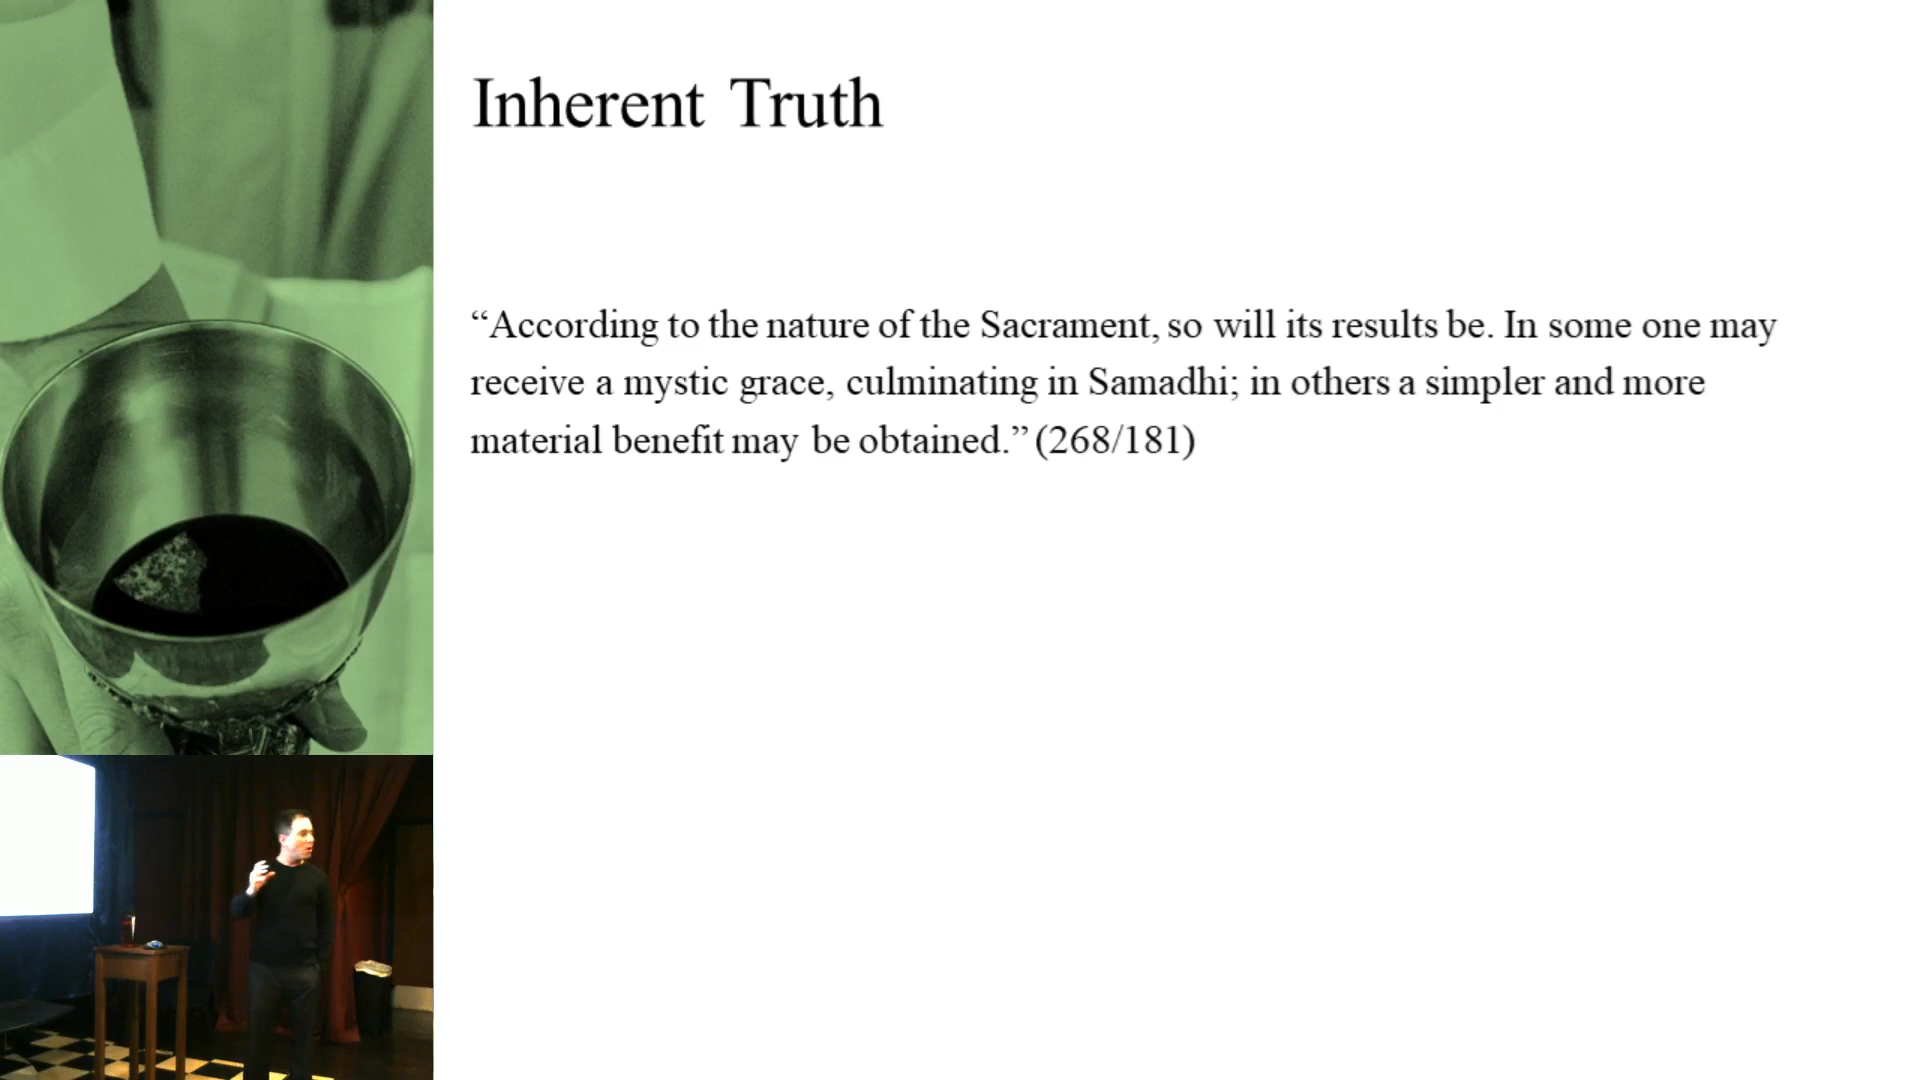 Inherent Truth
“According to the nature of the Sacrament, so will its results be. In some one may
receive a mystic grace, culminating in Samadhi; in others a simpler and more
material benefit may be obtained.” (268/181)